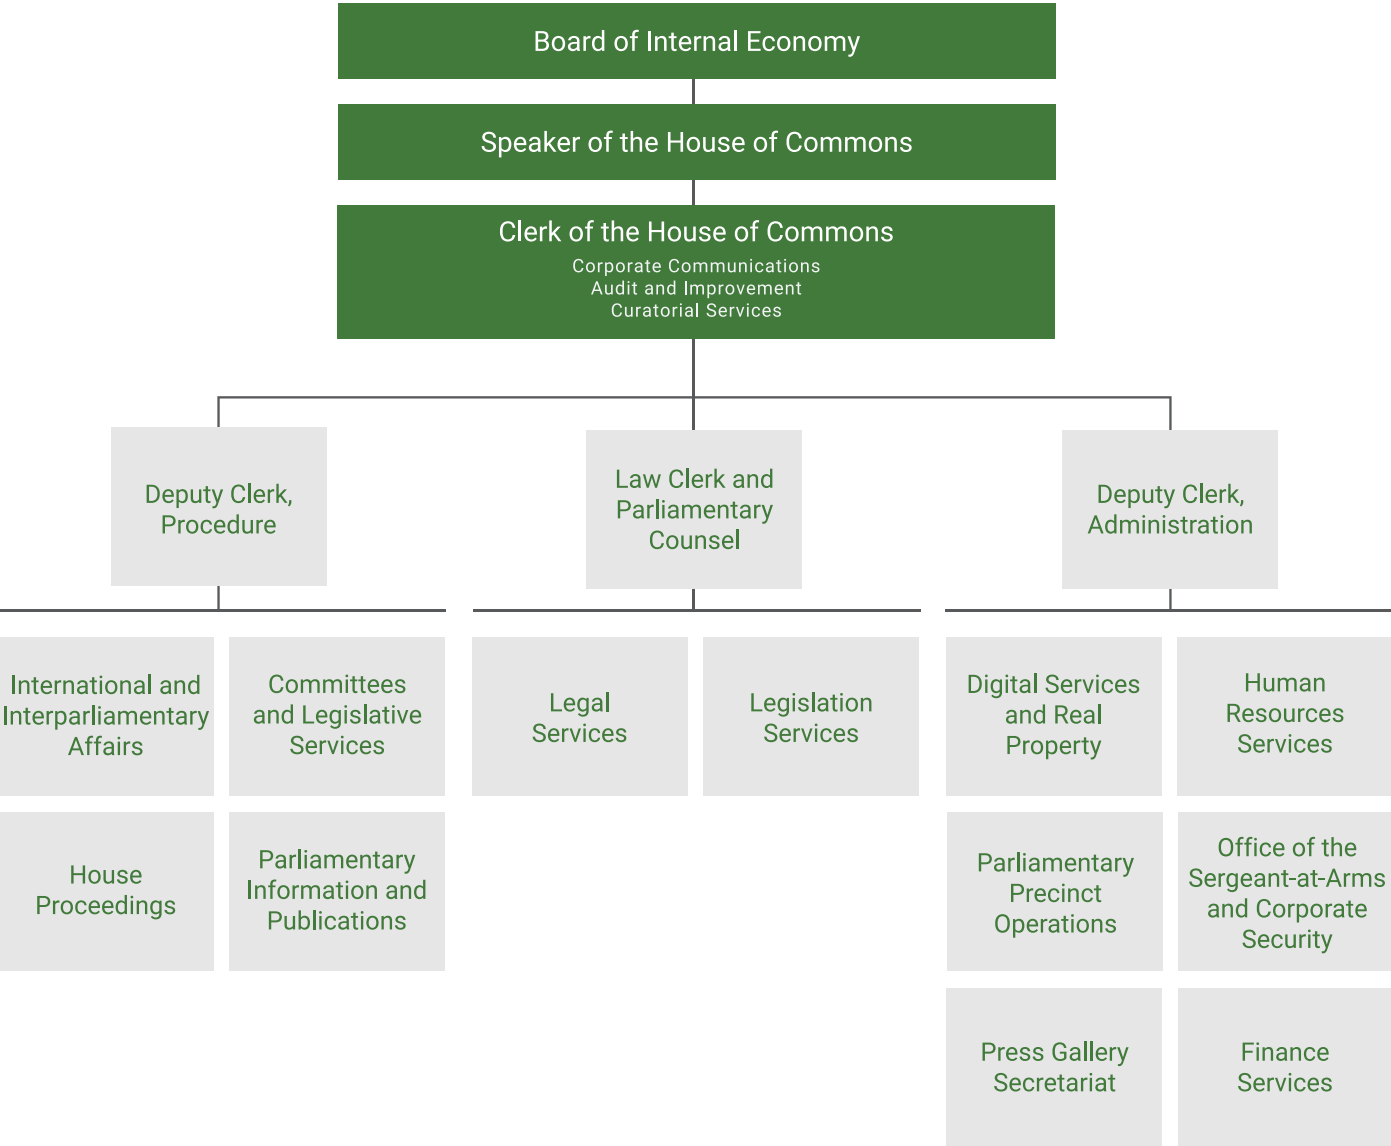 Board of Internal Economy
Speaker of the House of Commons
Clerk of the House of Commons
Corporate Communications
Audit and Improvement
Curatorial Services
Deputy Clerk,
Procedure
Law Clerk and
Parliamentary
Counsel
Deputy Clerk,
Administration
International and
Interparliamentary
Affairs
Committees
and Legislative
Services
House
Proceedings
Parliamentary
Information and
Publications
Legal
Services
Legislation
Services
Digital Services
and Real
Property
Human
Resources
Services
Parliamentary
Precinct
Operations
Office of the
Sergeant-at-Arms
and Corporate
Security
Press Gallery
Secretariat
Finance
Services